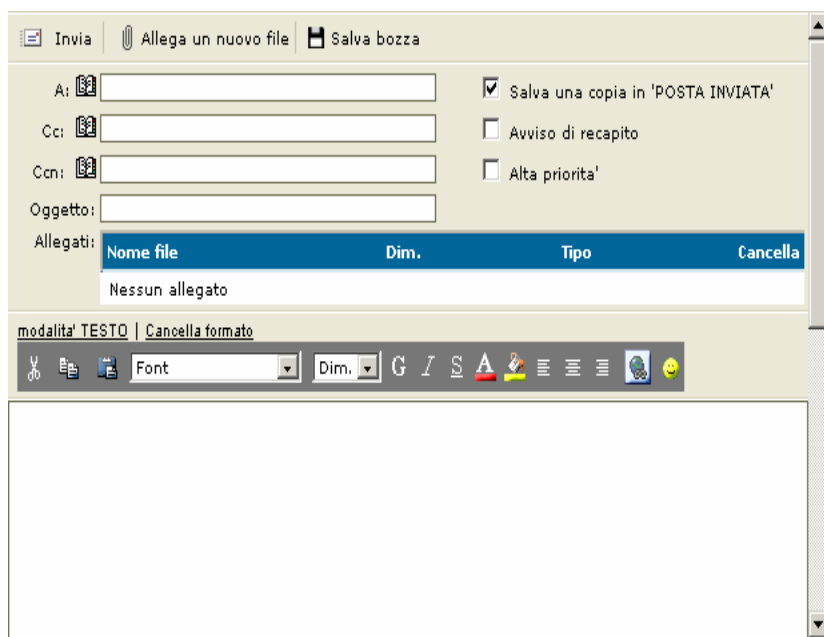 Invia Allega un nuovo file Salva bozza
A: Salva una copia in 'POSTA INVIATA'
Cc: Avviso di recapito
Ccn: Alta priorita'
Oggetto:
Allegati: Nome file Dim. Tipo Cancella
Nessun allegato
modalita' TESTO | Cancella formato
Font Dim. G I S A